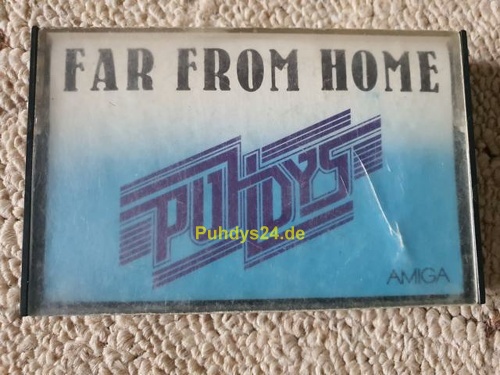 FAR FROM HOME
PUHDYS
Puhdys24.de
AMIGA